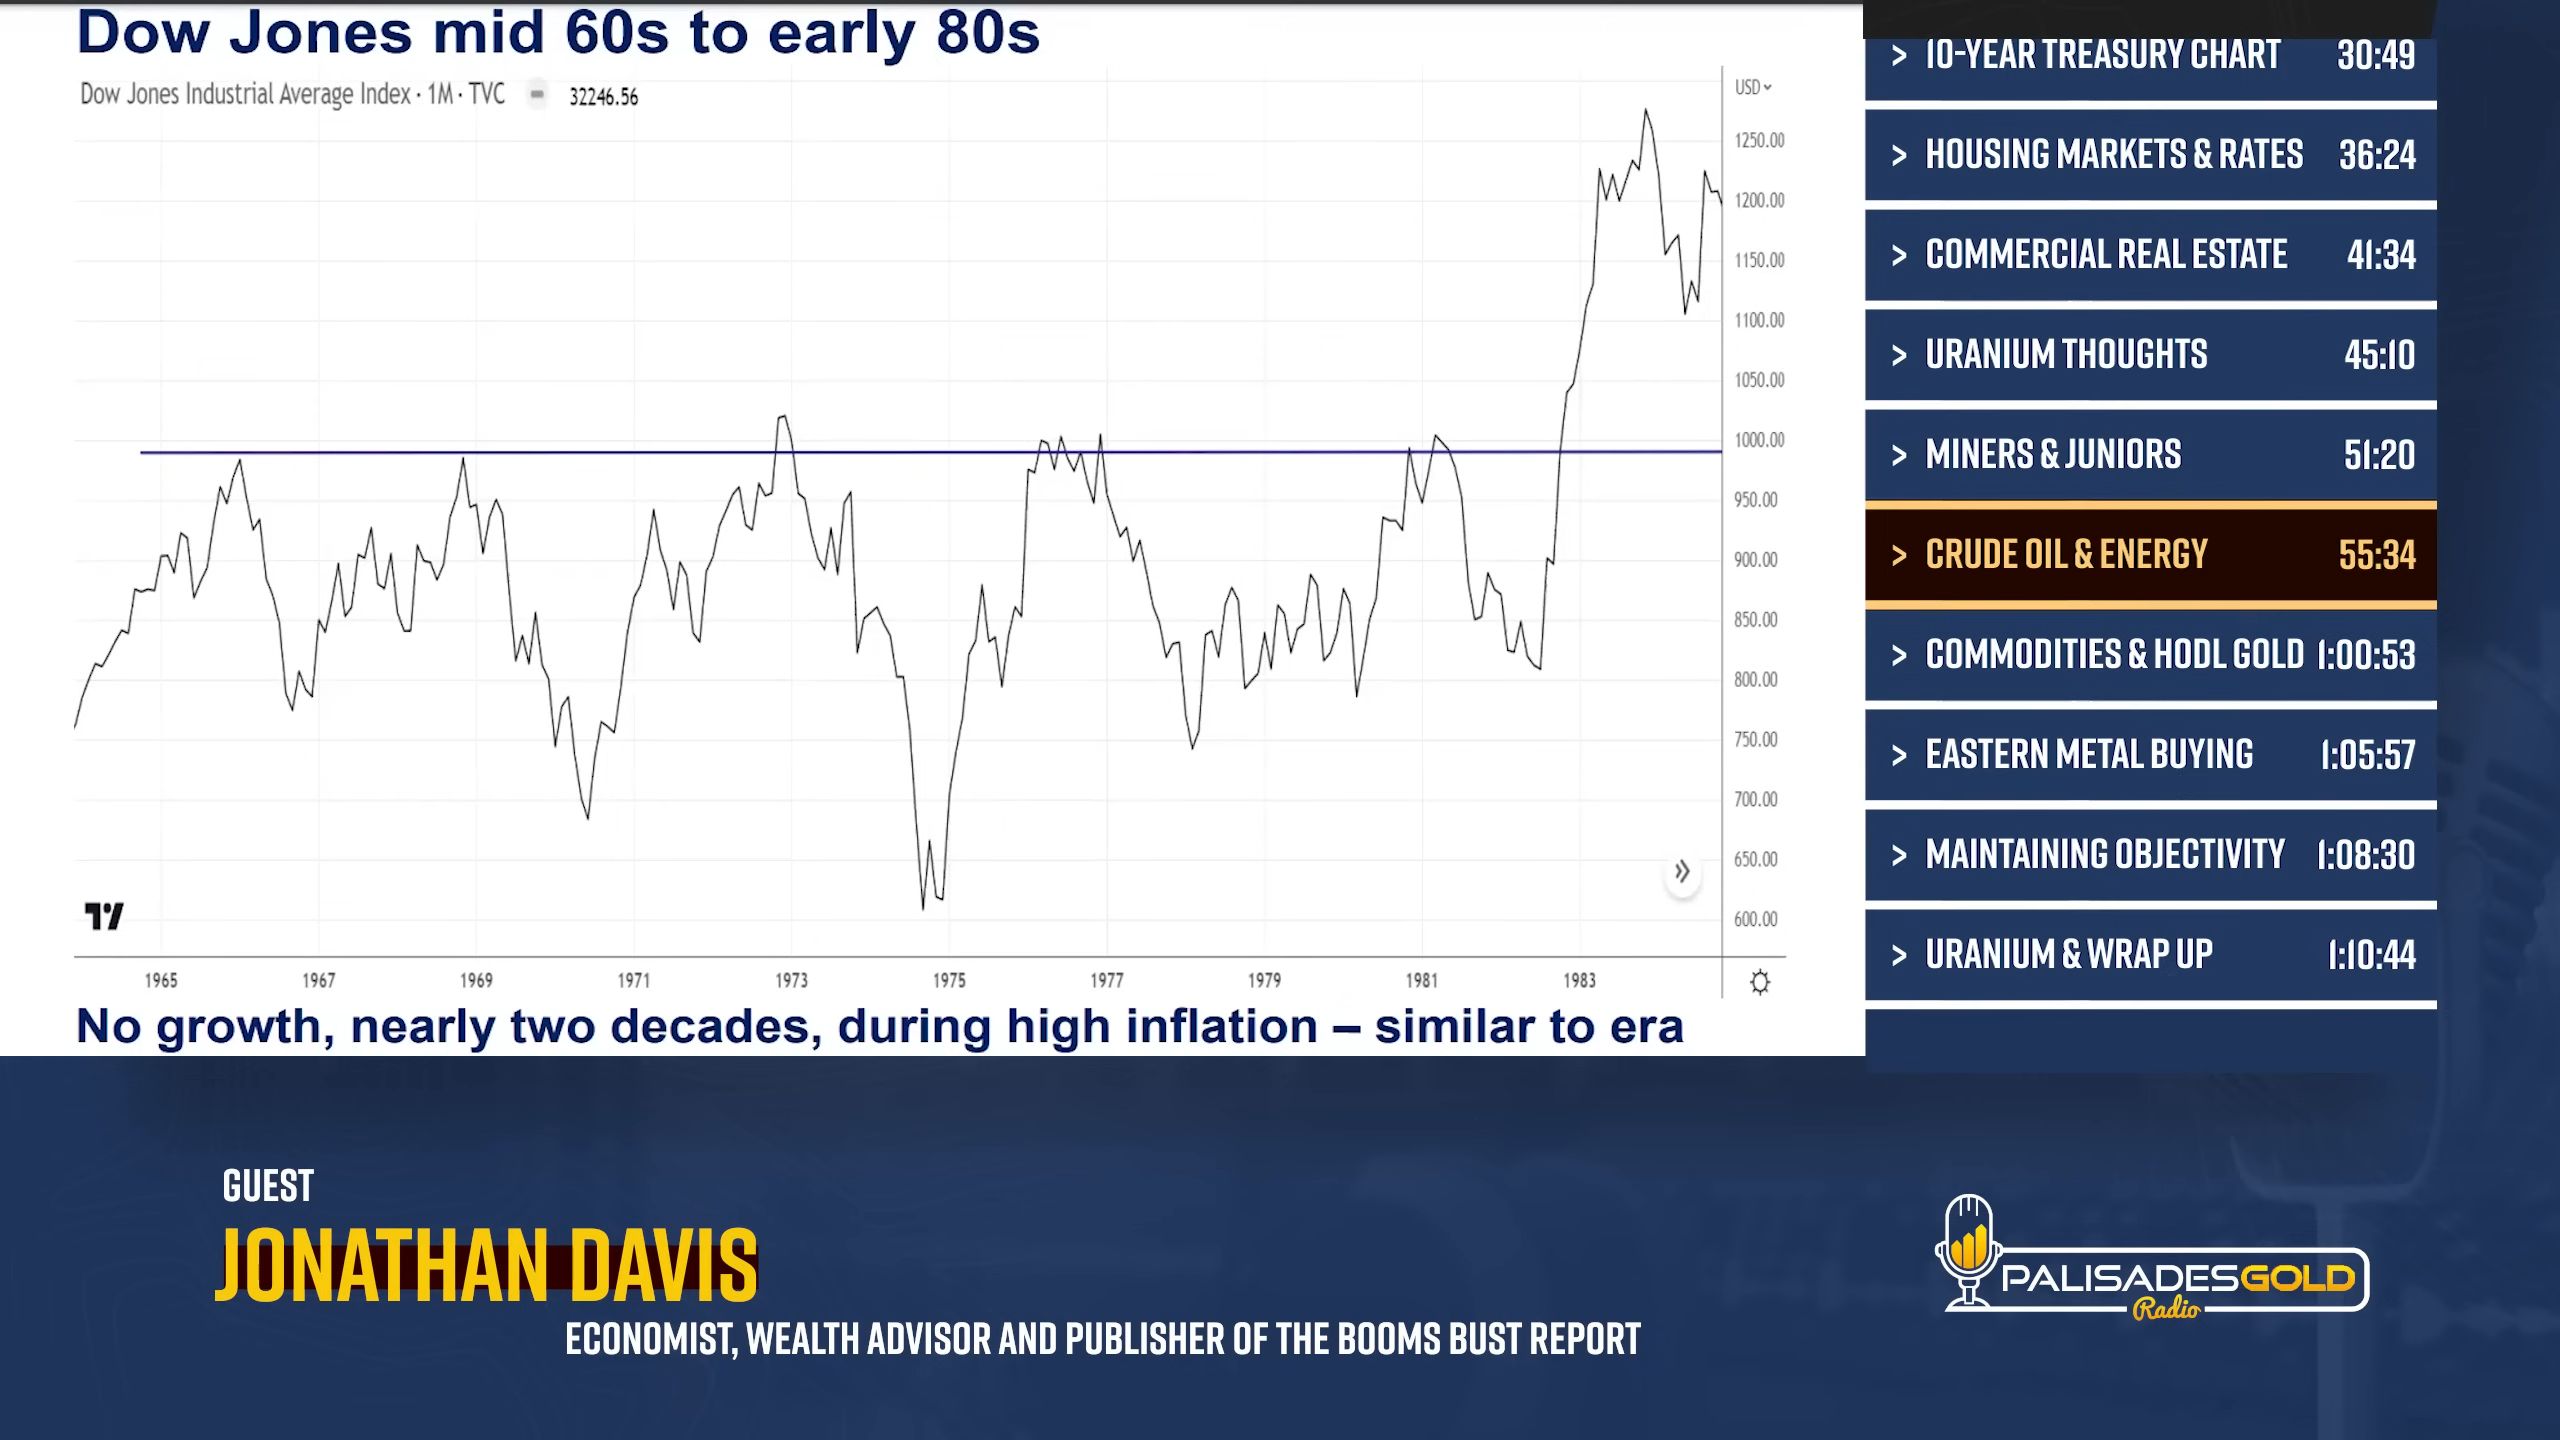 Dow Jones mid 60s to early 80s
Dow Jones Industrial Average Index · 1M · TVC 32246.56
USD
1250.00
1200.00
1150.00
1100.00
1050.00
1000.00
950.00
900.00
850.00
800.00
750.00
700.00
650.00
600.00
1965 1967 1969 1971 1973 1975 1977 1979 1981 1983
No growth, nearly two decades, during high inflation – similar to era
> 10-YEAR TREASURY CHART 30:49
> HOUSING MARKETS & RATES 36:24
> COMMERCIAL REAL ESTATE 41:34
> URANIUM THOUGHTS 45:10
> MINERS & JUNIORS 51:20
> CRUDE OIL & ENERGY 55:34
> COMMODITIES & HODL GOLD 1:00:53
> EASTERN METAL BUYING 1:05:57
> MAINTAINING OBJECTIVITY 1:08:30
> URANIUM & WRAP UP 1:10:44
GUEST
JONATHAN DAVIS
ECONOMIST, WEALTH ADVISOR AND PUBLISHER OF THE BOOMS BUST REPORT
PALISADESGOLD
Radio